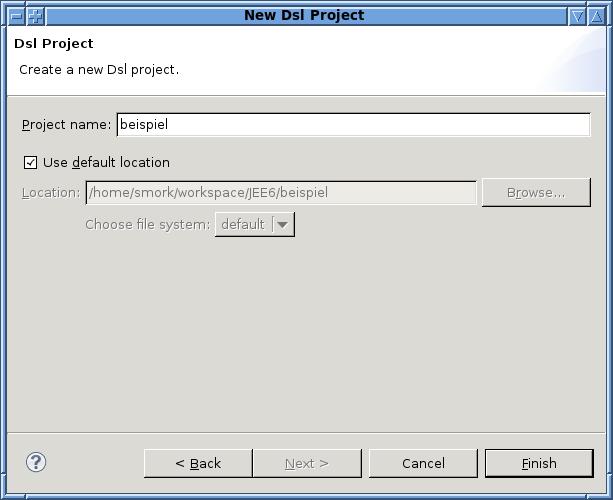 New Dsl Project
Dsl Project
Create a new Dsl project.
Project name: beispiel
Use default location
Location: /home/smork/workspace/JEE6/beispiel Browse...
Choose file system: default
? < Back Next > Cancel Finish